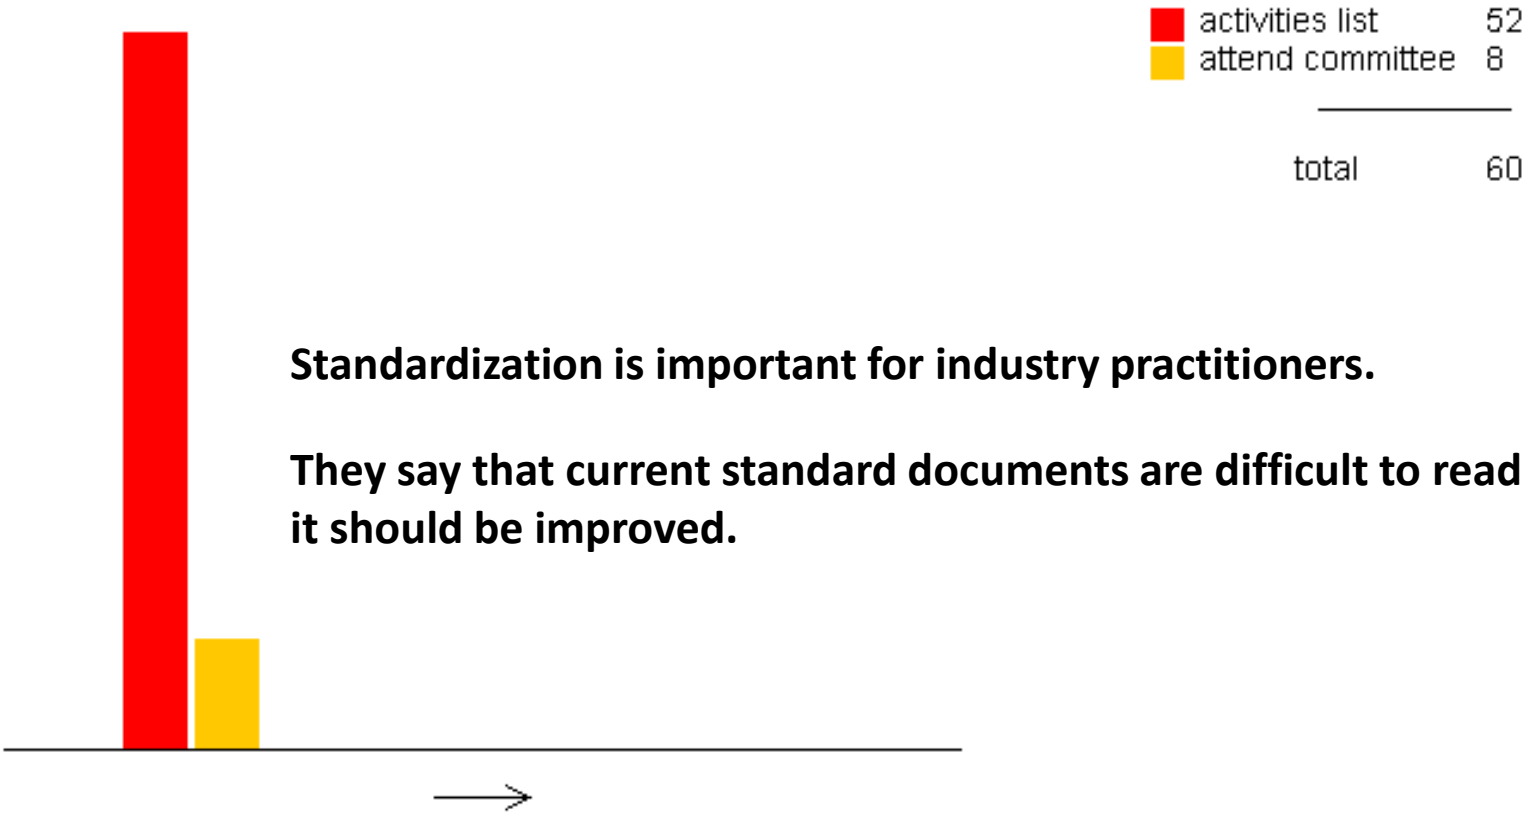 activities list 52
attend committee 8
total 60
Standardization is important for industry practitioners.
They say that current standard documents are difficult to read
it should be improved.